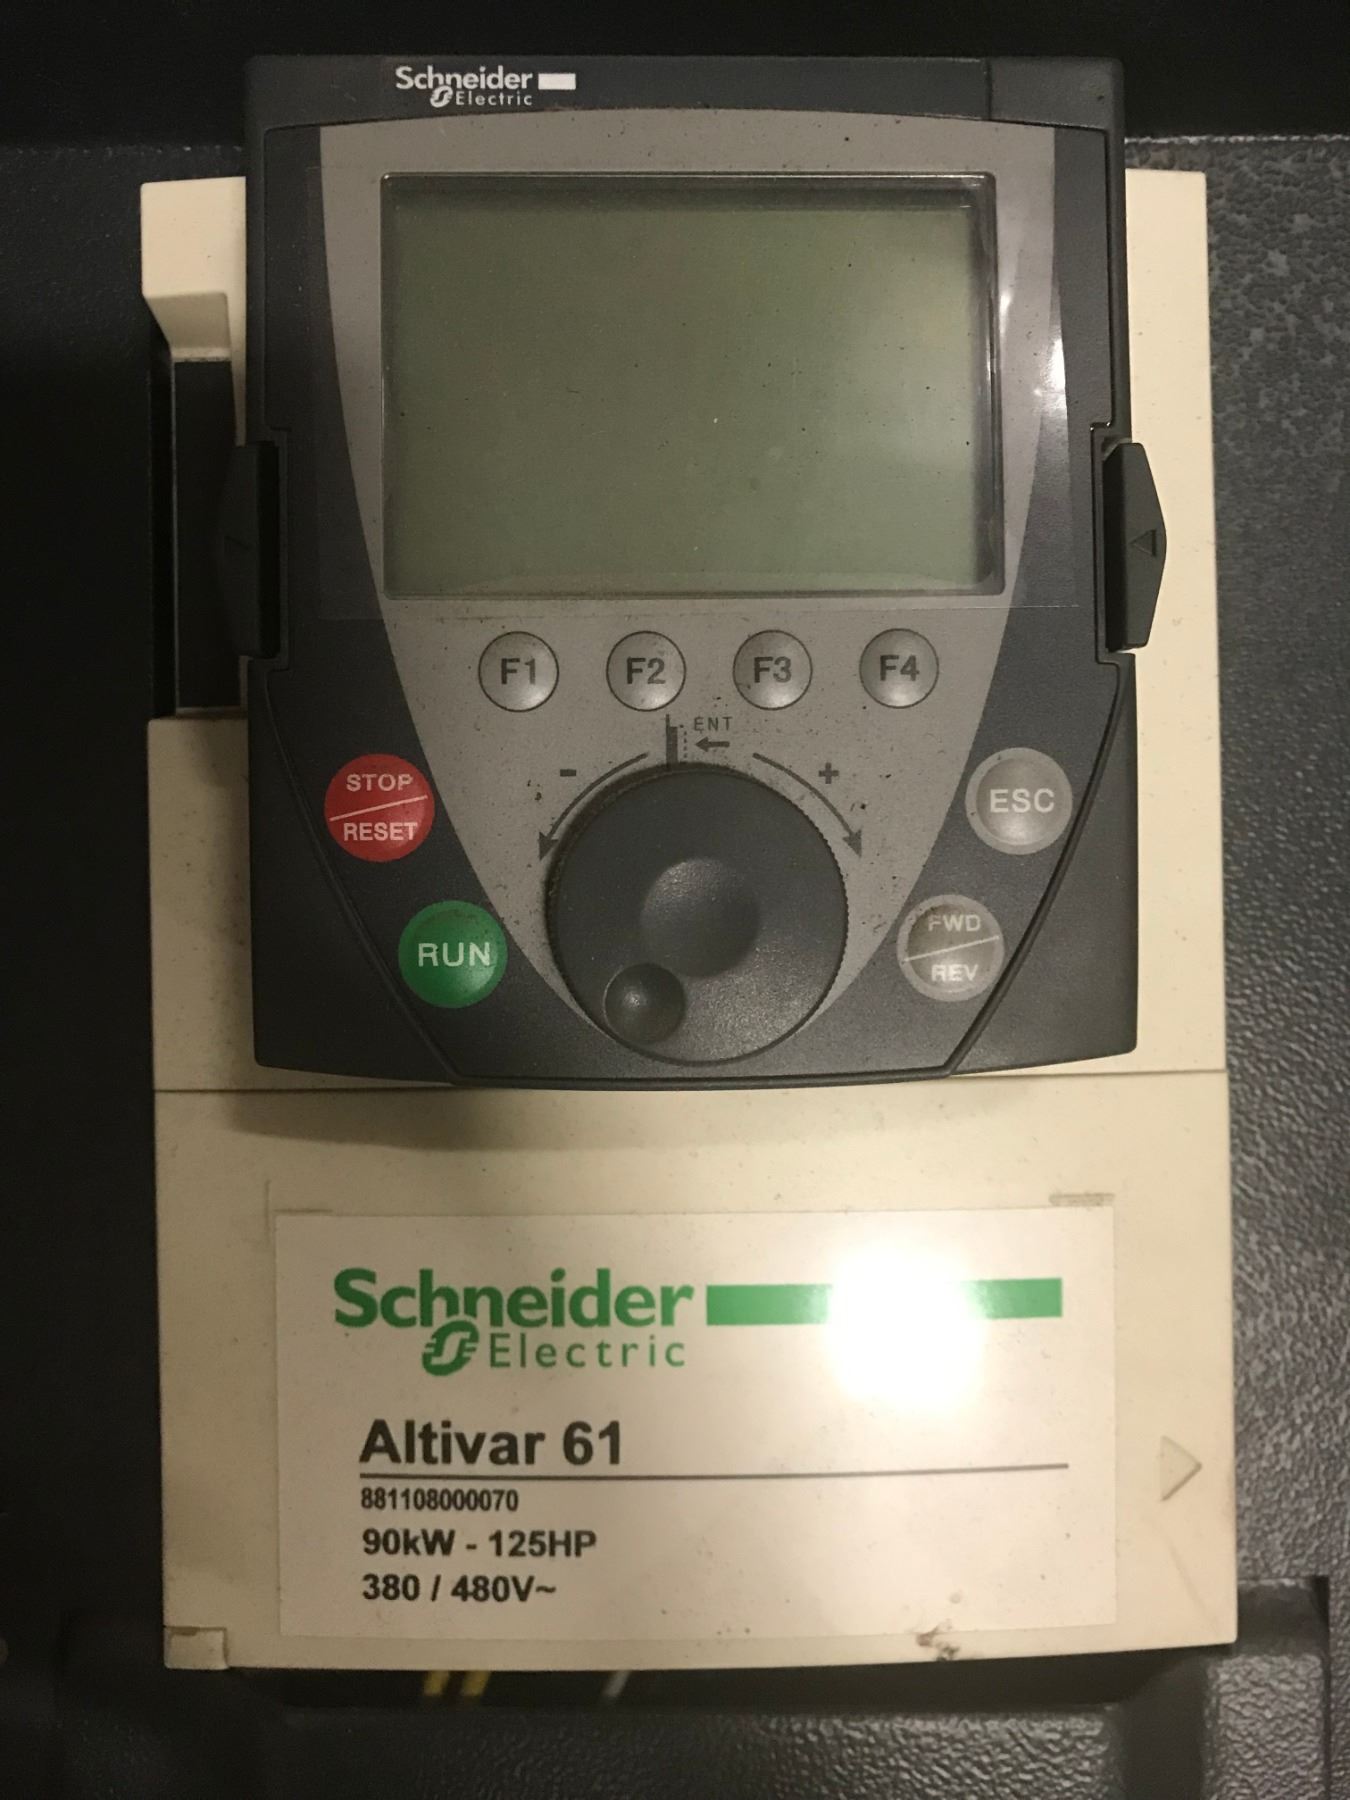 Schneider
Electric
F1 F2 F3 F4
ENT
- +
STOP
RESET
ESC
RUN
FWD
REV
Schneider
Electric
Altivar 61
881108000070
90kW - 125HP
380 / 480V~